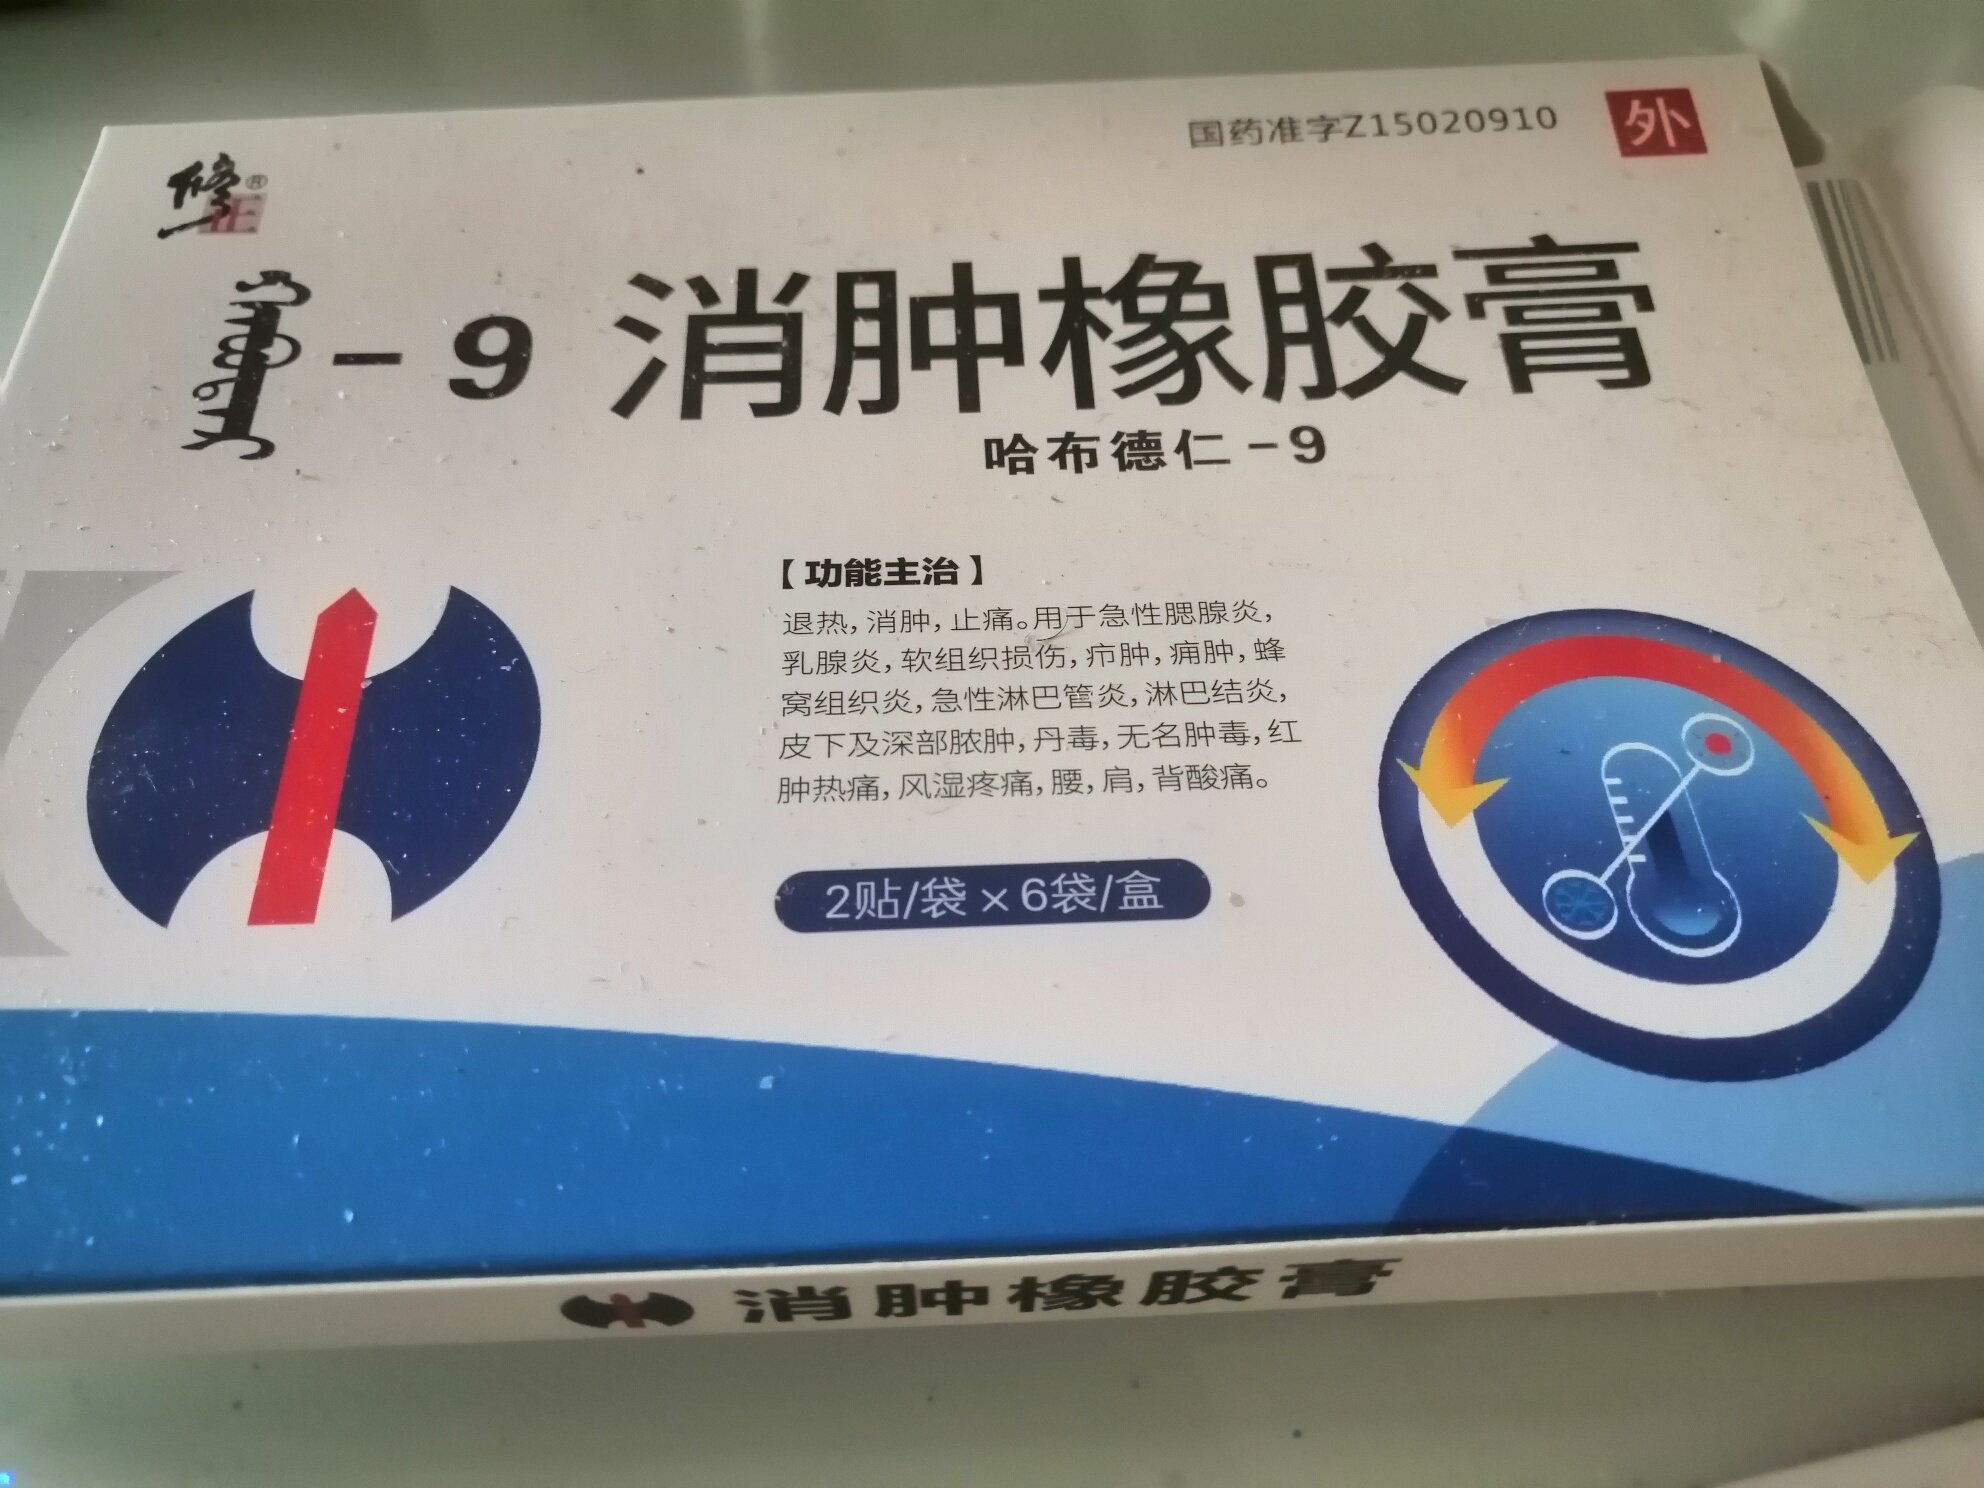 国药准字Z15020910
外
修正®
-9 消肿橡胶膏
哈布德仁-9
【功能主治】
退热,消肿,止痛。用于急性腮腺炎,
乳腺炎,软组织损伤,疖肿,痈肿,蜂
窝组织炎,急性淋巴管炎,淋巴结炎,
皮下及深部脓肿,丹毒,无名肿毒,红
肿热痛,风湿疼痛,腰,肩,背酸痛。
2贴/袋×6袋/盒
消肿橡胶膏